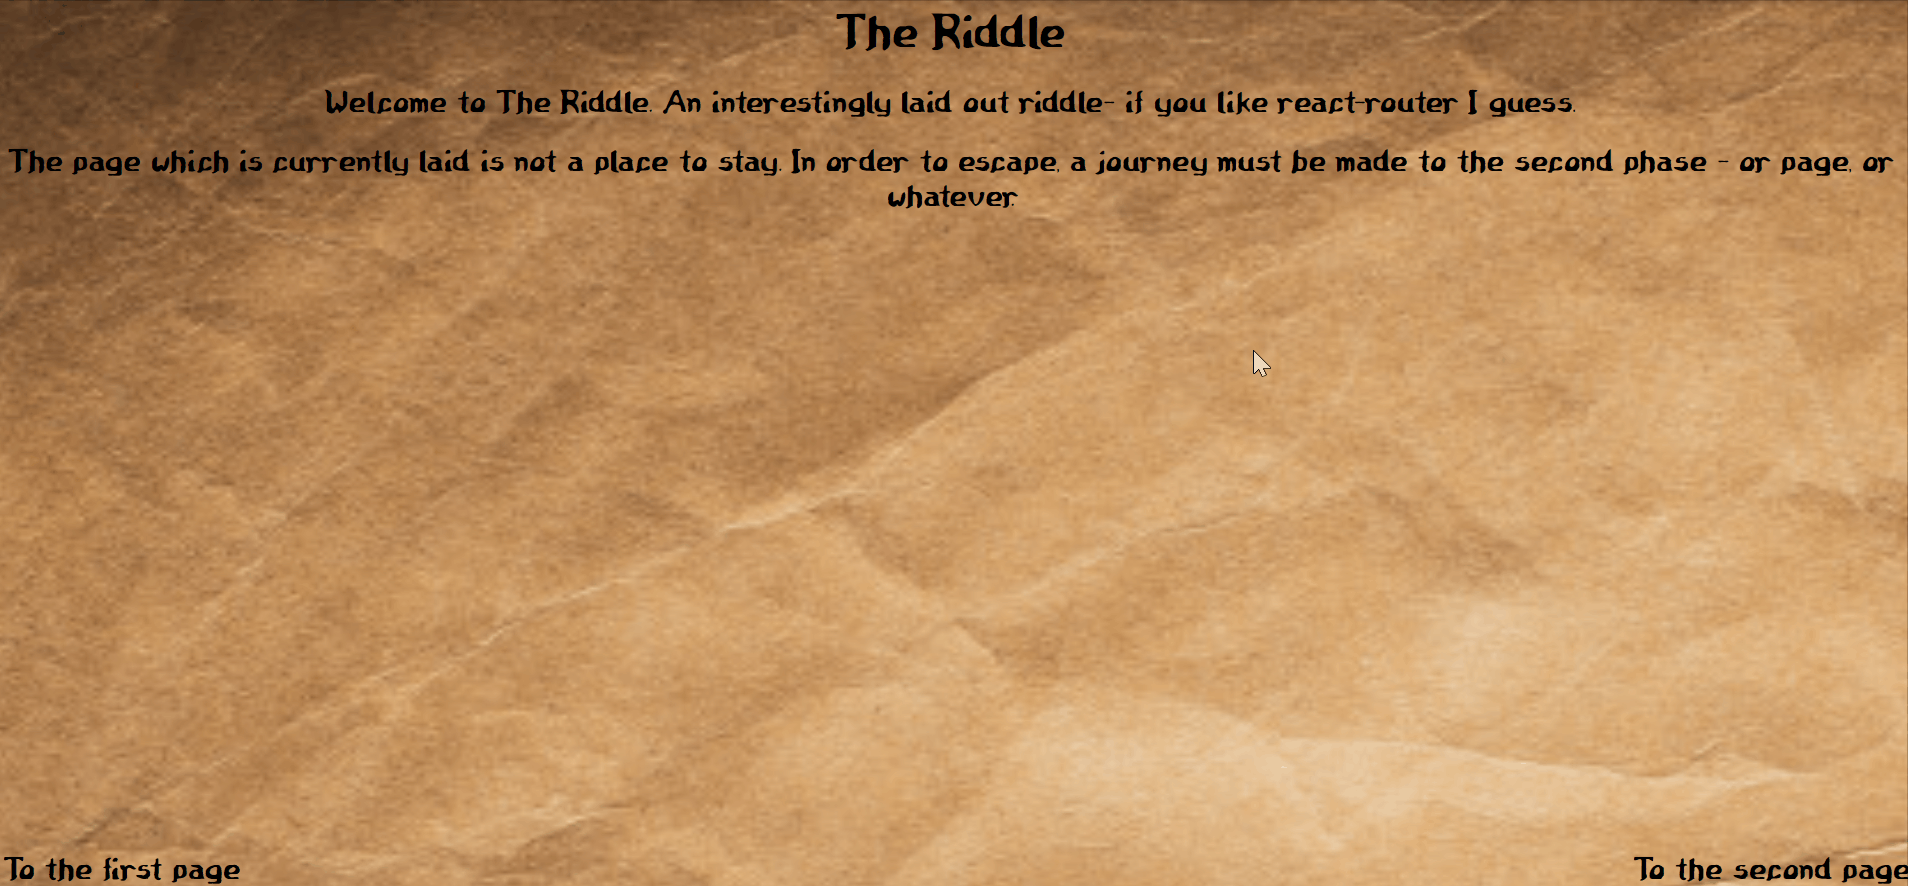 The Riddle
Welcome to The Riddle. An interestingly laid out riddle- if you like react-router I guess.
The page which is currently laid is not a place to stay. In order to escape, a journey must be made to the second phase - or page, or
whatever.
To the first page
To the second page